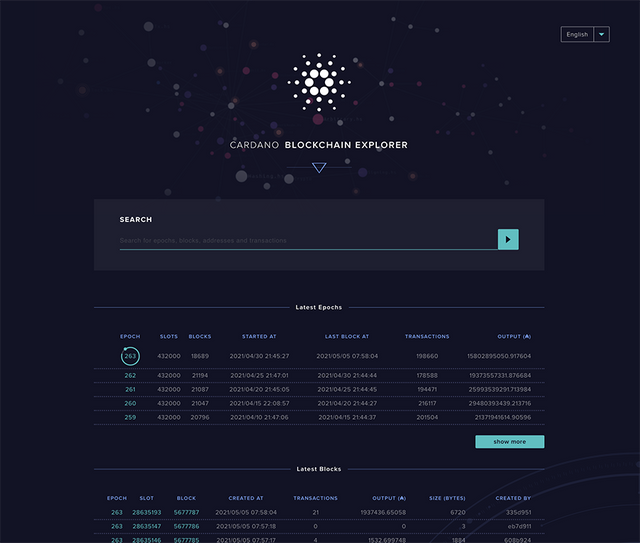 English
CARDANO BLOCKCHAIN EXPLORER
SEARCH
Search for epochs, blocks, addresses and transactions
Latest Epochs
EPOCH SLOTS BLOCKS STARTED AT LAST BLOCK AT TRANSACTIONS OUTPUT (₳)
263 432000 18689 2021/04/30 21:45:27 2021/05/05 07:58:04 198660 15802895050.917604
262 432000 21194 2021/04/25 21:47:01 2021/04/30 21:44:44 178588 19373557331.876684
261 432000 21087 2021/04/20 21:45:05 2021/04/25 21:44:45 194471 25993539291.713984
260 432000 21047 2021/04/15 22:08:57 2021/04/20 21:44:27 216117 29480393439.213716
259 432000 20796 2021/04/10 21:47:06 2021/04/15 21:44:37 201504 21371941614.90596
show more
Latest Blocks
EPOCH SLOT BLOCK CREATED AT TRANSACTIONS OUTPUT (₳) SIZE (BYTES) CREATED BY
263 28635193 5677787 2021/05/05 07:58:04 21 1937436.65058 6720 335d951
263 28635147 5677786 2021/05/05 07:57:18 0 0 3 eb7d911
263 28635146 5677785 2021/05/05 07:57:17 4 1532.699748 1884 608b924